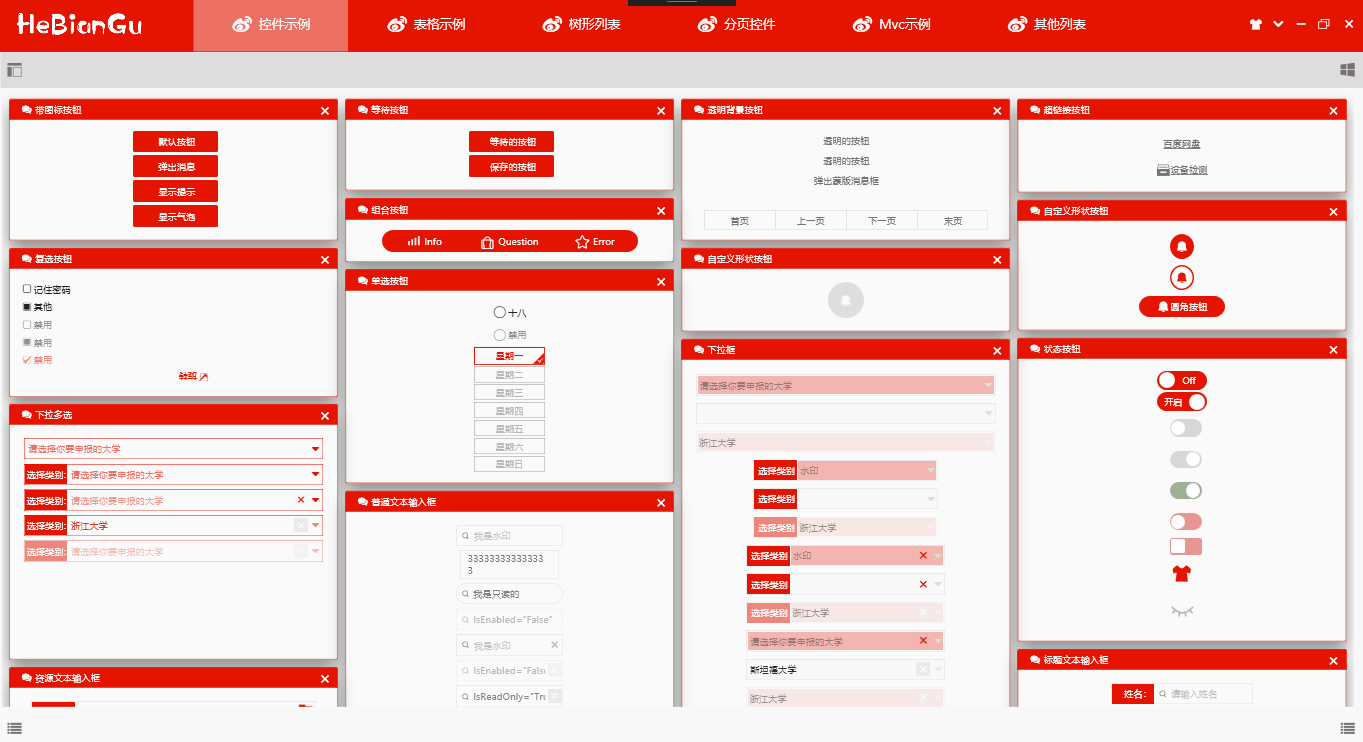 HeBianGu
控件示例
表格示例
树形列表
分页控件
Mvc示例
其他列表
带图标按钮
默认按钮
弹出消息
显示提示
显示气泡
复选按钮
记住密码
其他
禁用
禁用
禁用
下拉多选
请选择你要申报的大学
选择类别: 请选择你要申报的大学
选择类别: 请选择你要申报的大学
选择类别: 浙江大学
选择类别: 请选择你要申报的大学
资源文本输入框
等待按钮
等待的按钮
保存的按钮
组合按钮
Info
Question
Error
单选按钮
十八
禁用
星期一
星期二
星期三
星期四
星期五
星期六
星期日
普通文本输入框
我是水印
33333333333333
3
我是只读的
IsEnabled="False"
我是水印
IsEnabled="False
IsReadOnly="Tru
透明背景按钮
透明的按钮
透明的按钮
弹出蒙版消息框
首页
上一页
下一页
末页
自定义形状按钮
下拉框
请选择你要申报的大学
浙江大学
选择类别 水印
选择类别
选择类别 浙江大学
选择类别 水印
选择类别
选择类别 浙江大学
请选择你要申报的大学
斯坦福大学
浙江大学
超链接按钮
百度网盘
设备检测
自定义形状按钮
圆角按钮
状态按钮
Off
开启
标题文本输入框
姓名: 请输入姓名